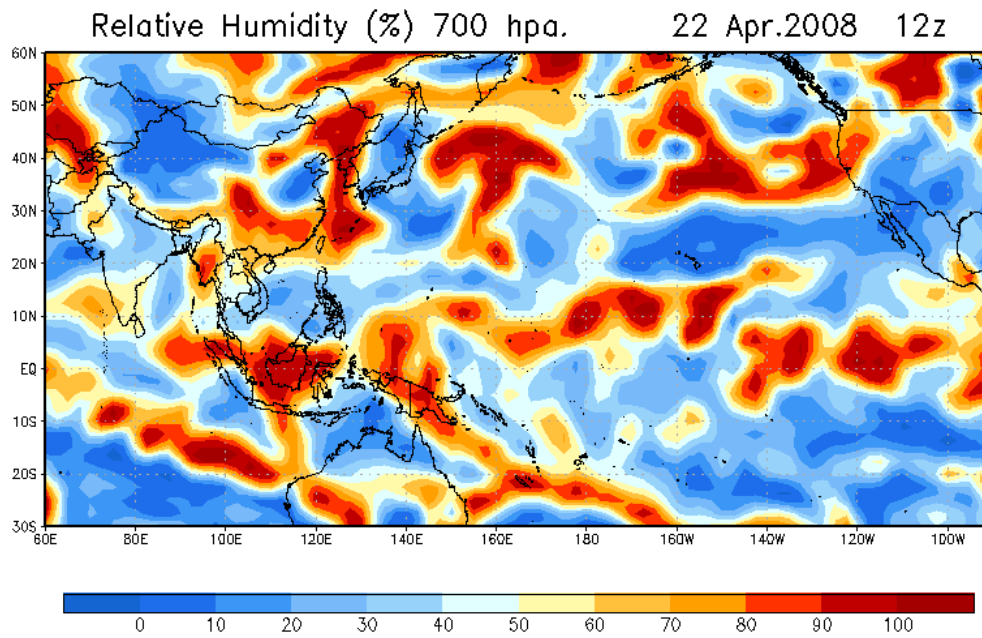 Relative Humidity (%) 700 hpa. 22 Apr.2008 12z
60N
50N
40N
30N
20N
10N
EQ
10S
20S
30S
60E 80E 100E 120E 140E 160E 180 160W 140W 120W 100W
0 10 20 30 40 50 60 70 80 90 100